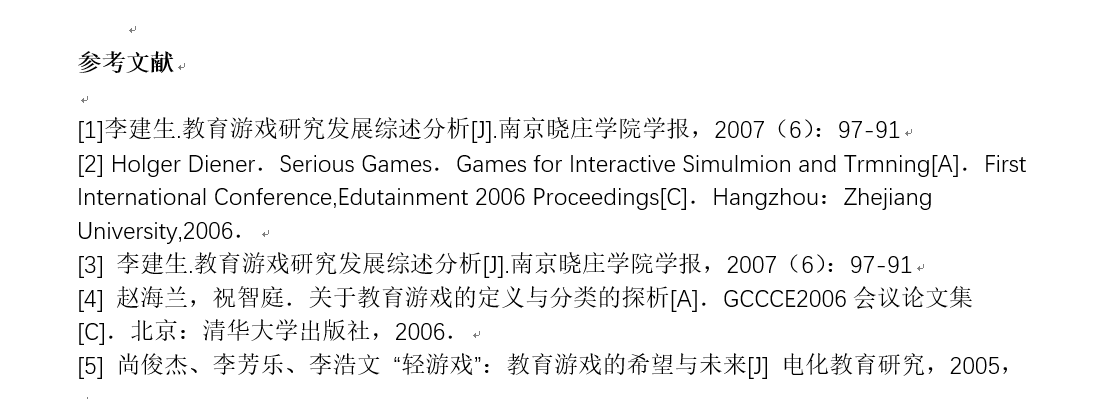 参考文献
[1]李建生.教育游戏研究发展综述分析[J].南京晓庄学院学报，2007（6）：97-91
[2] Holger Diener．Serious Games．Games for Interactive Simulmion and Trmning[A]．First
International Conference,Edutainment 2006 Proceedings[C]．Hangzhou：Zhejiang
University,2006．
[3] 李建生.教育游戏研究发展综述分析[J].南京晓庄学院学报，2007（6）：97-91
[4] 赵海兰，祝智庭．关于教育游戏的定义与分类的探析[A]．GCCCE2006 会议论文集
[C]．北京：清华大学出版社，2006．
[5] 尚俊杰、李芳乐、李浩文 “轻游戏”：教育游戏的希望与未来[J] 电化教育研究，2005，